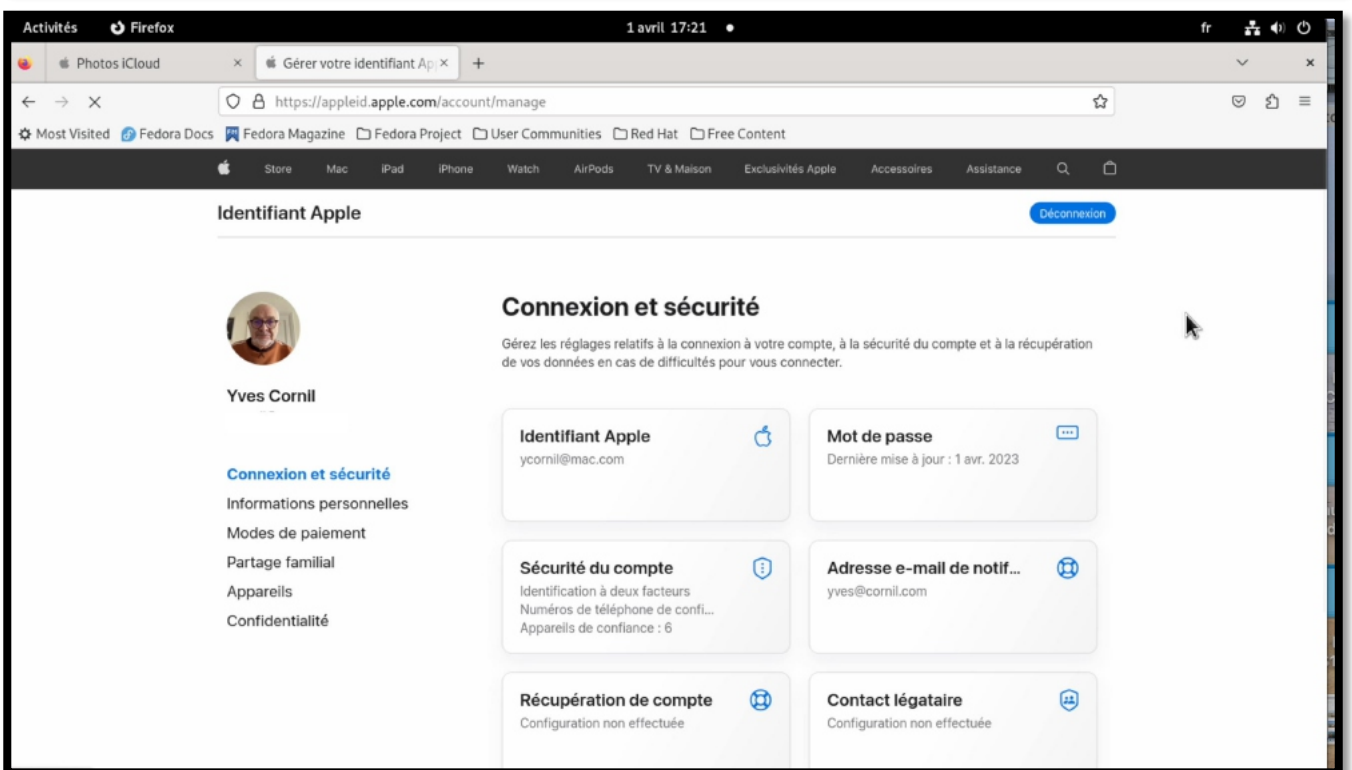 Activités Firefox 1 avril 17:21 fr
Photos iCloud Gérer votre identifiant Ap
https://appleid.apple.com/account/manage
Most Visited Fedora Docs Fedora Magazine Fedora Project User Communities Red Hat Free Content
Store Mac iPad iPhone Watch AirPods TV & Maison Exclusivités Apple Accessoires Assistance
Identifiant Apple Déconnexion
Connexion et sécurité
Gérez les réglages relatifs à la connexion à votre compte, à la sécurité du compte et à la récupération
de vos données en cas de difficultés pour vous connecter.
Yves Cornil
Connexion et sécurité
Informations personnelles
Modes de paiement
Partage familial
Appareils
Confidentialité
Identifiant Apple
ycornil@mac.com
Mot de passe
Dernière mise à jour : 1 avr. 2023
Sécurité du compte
Identification à deux facteurs
Numéros de téléphone de confi...
Appareils de confiance : 6
Adresse e-mail de notif...
yves@cornil.com
Récupération de compte
Configuration non effectuée
Contact légataire
Configuration non effectuée